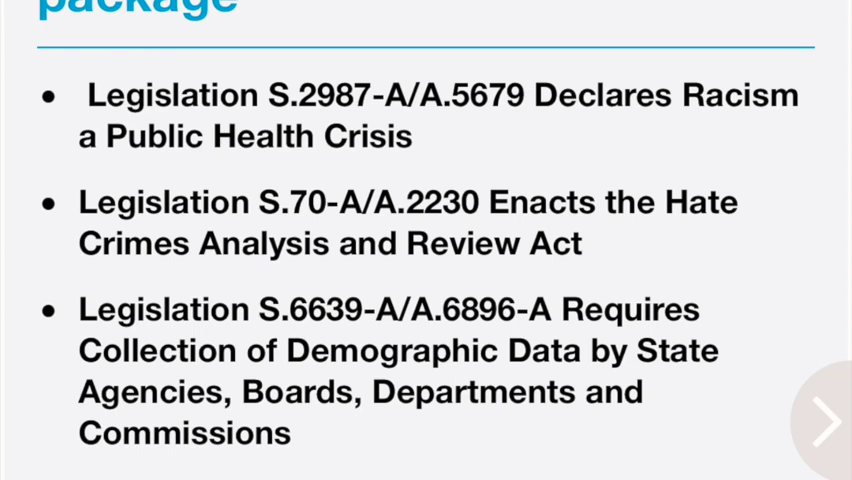 package
• Legislation S.2987-A/A.5679 Declares Racism
a Public Health Crisis
• Legislation S.70-A/A.2230 Enacts the Hate
Crimes Analysis and Review Act
• Legislation S.6639-A/A.6896-A Requires
Collection of Demographic Data by State
Agencies, Boards, Departments and
Commissions